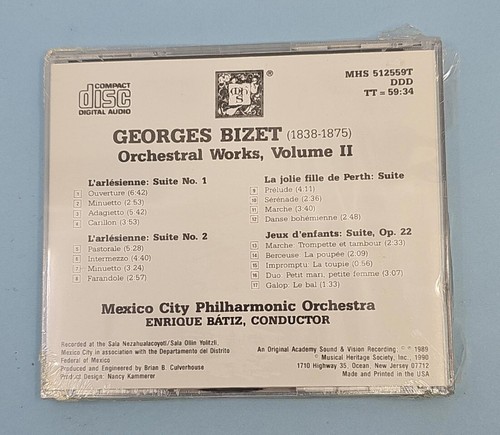 COMPACT
disc
DIGITAL AUDIO
MHS
®
MHS 512559T
DDD
TT = 59:34
GEORGES BIZET (1838-1875)
Orchestral Works, Volume II
L'arlésienne: Suite No. 1
1 Ouverture (6:42)
2 Minuetto (2:53)
3 Adagietto (5:42)
4 Carillon (3:53)
L'arlésienne: Suite No. 2
5 Pastorale (5:28)
6 Intermezzo (4:40)
7 Minuetto (3:24)
8 Farandole (2:57)
La jolie fille de Perth: Suite
9 Prélude (4:11)
10 Sérénade (2:36)
11 Marche (3:40)
12 Danse bohémienne (2:48)
Jeux d'enfants: Suite, Op. 22
13 Marche: Trompette et tambour (2:33)
14 Berceuse: La poupée (2:09)
15 Impromptu: La toupie (0:56)
16 Duo: Petit mari, petite femme (3:07)
17 Galop: Le bal (1:33)
Mexico City Philharmonic Orchestra
ENRIQUE BÁTIZ, CONDUCTOR
Recorded at the Sala Nezahualcoyotl/Sala Ollin Yolitzli,
Mexico City in association with the Departamento del Distrito
Federal of Mexico
Produced and Engineered by Brian B. Culverhouse
Product Design: Nancy Kammerer
An Original Academy Sound & Vision Recording: ℗ 1989
© Musical Heritage Society, Inc., 1990
1710 Highway 35, Ocean, New Jersey 07712
Made and Printed in the USA